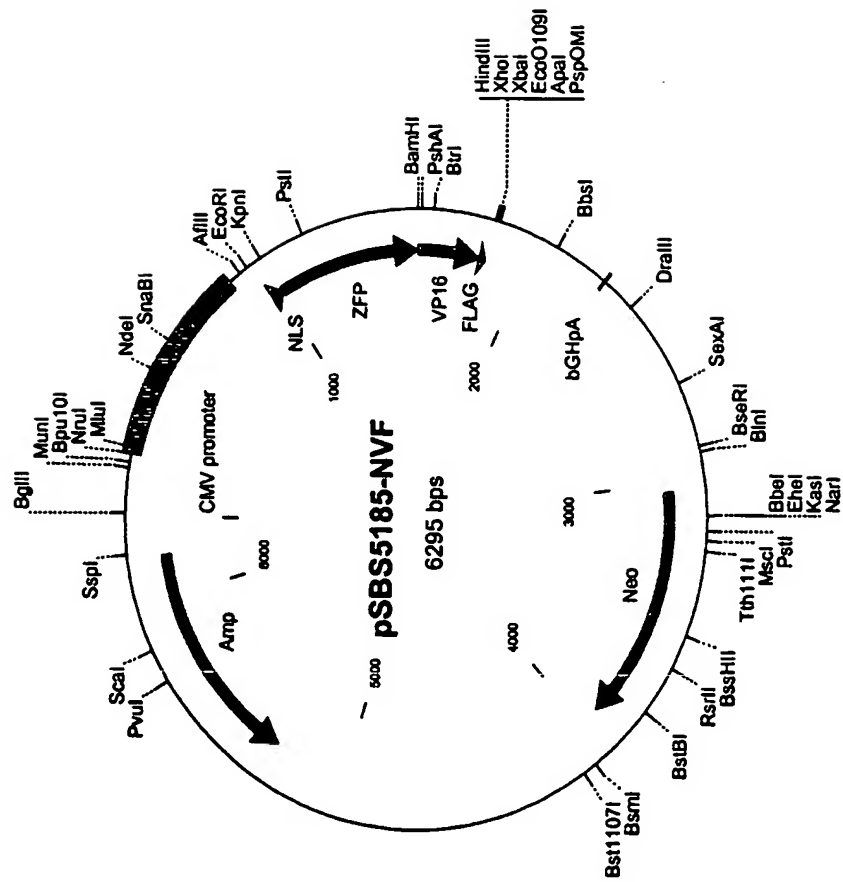 pSBS5185-NVF
6295 bps
BglII
MunI
Bpu10I
NruI
MluI
NdeI
SnaBI
AflII
EcoRI
KpnI
PstI
BamHI
PshAI
BtrI
HindIII
XhoI
XbaI
EcoO109I
ApaI
PspOMI
BbsI
DraIII
SexAI
BseRI
BlnI
BbeI
EheI
KasI
NarI
PstI
MscI
Tth111I
BssHII
RsrII
BstBI
BsmI
Bst1107I
PvuI
ScaI
SspI
CMV promoter
NLS
ZFP
VP16
FLAG
bGHpA
Neo
Amp
1000
2000
3000
4000
5000
6000